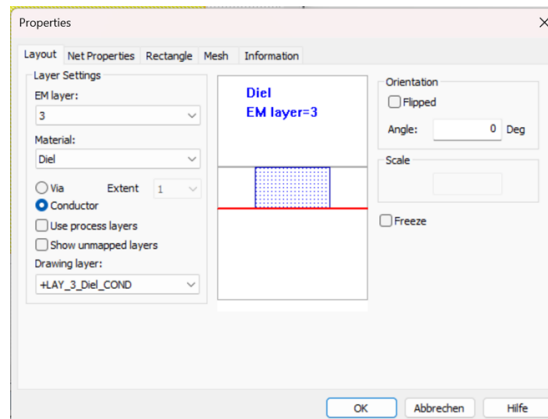 Properties
Layout Net Properties Rectangle Mesh Information
Layer Settings
EM layer:
3
Material:
Diel
Via Extent 1
Conductor
Use process layers
Show unmapped layers
Drawing layer:
+LAY_3_Diel_COND
Diel
EM layer=3
Orientation
Flipped
Angle: 0 Deg
Scale
Freeze
OK Abbrechen Hilfe